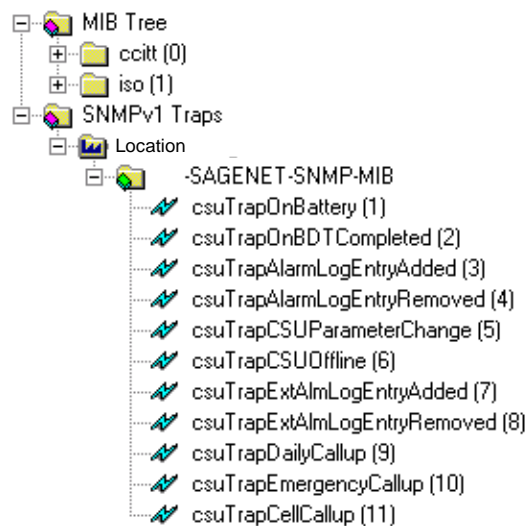 MIB Tree
ccitt (0)
iso (1)
SNMPv1 Traps
Location
-SAGENET-SNMP-MIB
csuTrapOnBattery (1)
csuTrapOnBDTCompleted (2)
csuTrapAlarmLogEntryAdded (3)
csuTrapAlarmLogEntryRemoved (4)
csuTrapCSUParameterChange (5)
csuTrapCSUOffline (6)
csuTrapExtAlmLogEntryAdded (7)
csuTrapExtAlmLogEntryRemoved (8)
csuTrapDailyCallup (9)
csuTrapEmergencyCallup (10)
csuTrapCellCallup (11)